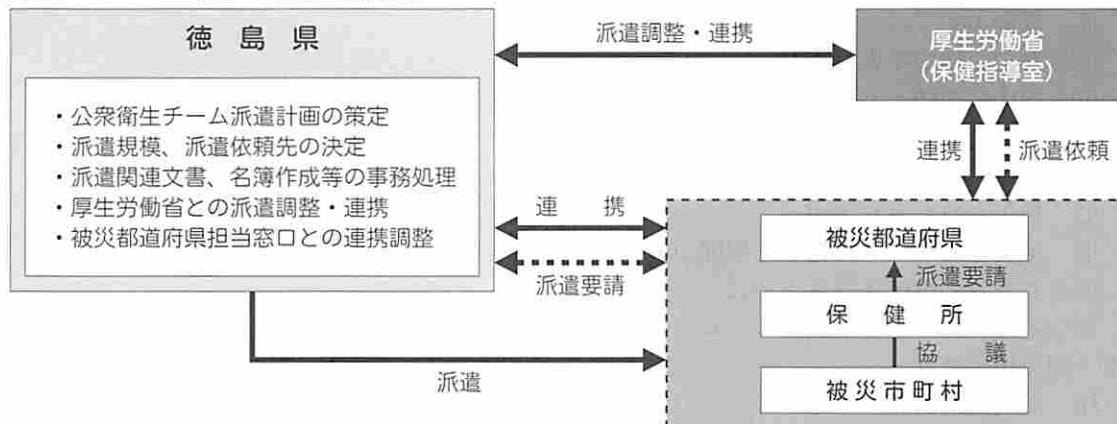 徳島県
・公衆衛生チーム派遣計画の策定
・派遣規模、派遣依頼先の決定
・派遣関連文書、名簿作成等の事務処理
・厚生労働省との派遣調整・連携
・被災都道府県担当窓口との連携調整
派遣調整・連携
厚生労働省
（保健指導室）
連携
派遣依頼
連携
派遣要請
派遣
被災都道府県
派遣要請
保健所
協議
被災市町村